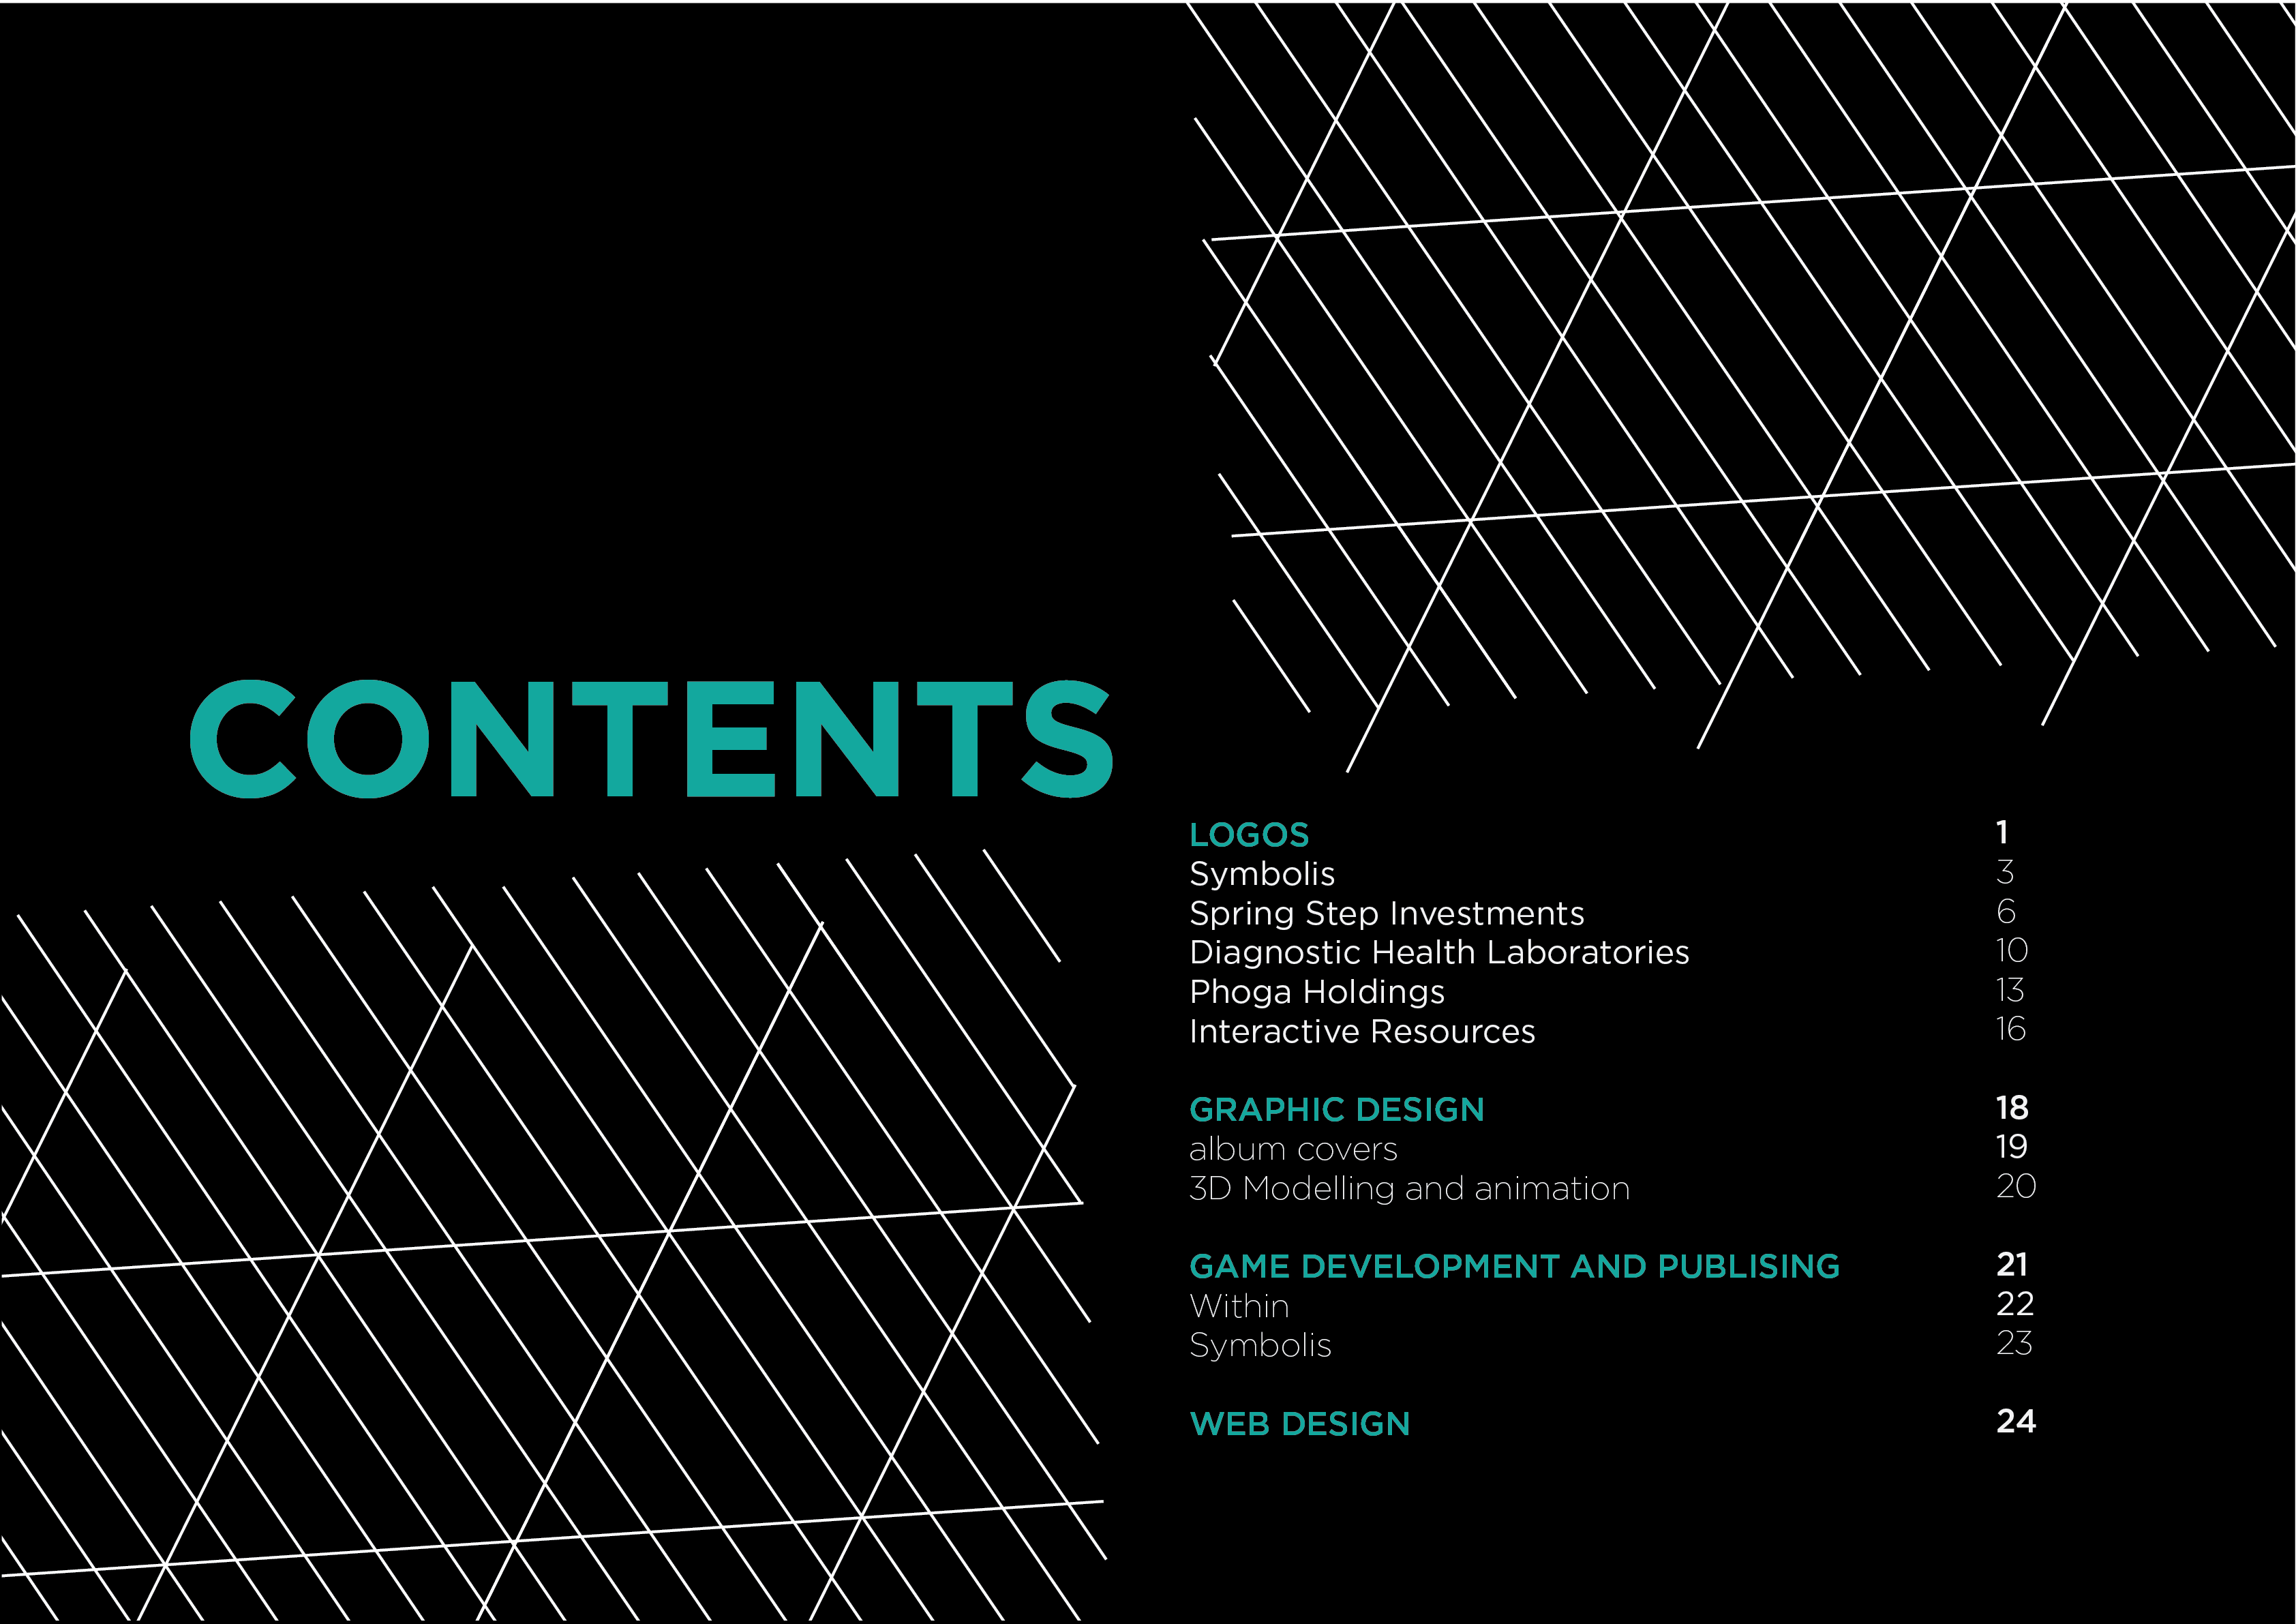 CONTENTS
LOGOS 1
Symbolis 3
Spring Step Investments 6
Diagnostic Health Laboratories 10
Phoga Holdings 13
Interactive Resources 16
GRAPHIC DESIGN 18
album covers 19
3D Modelling and animation 20
GAME DEVELOPMENT AND PUBLISING 21
Within 22
Symbolis 23
WEB DESIGN 24